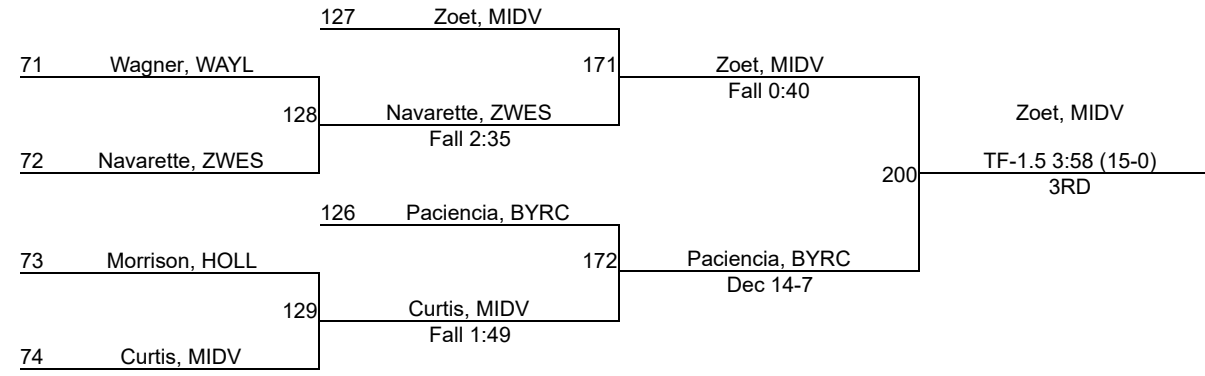 127 Zoet, MIDV
71 Wagner, WAYL
171 Zoet, MIDV
Fall 0:40
128 Navarette, ZWES
Fall 2:35
Zoet, MIDV
72 Navarette, ZWES
200 TF-1.5 3:58 (15-0)
3RD
126 Paciencia, BYRC
73 Morrison, HOLL
172 Paciencia, BYRC
Dec 14-7
129 Curtis, MIDV
Fall 1:49
74 Curtis, MIDV